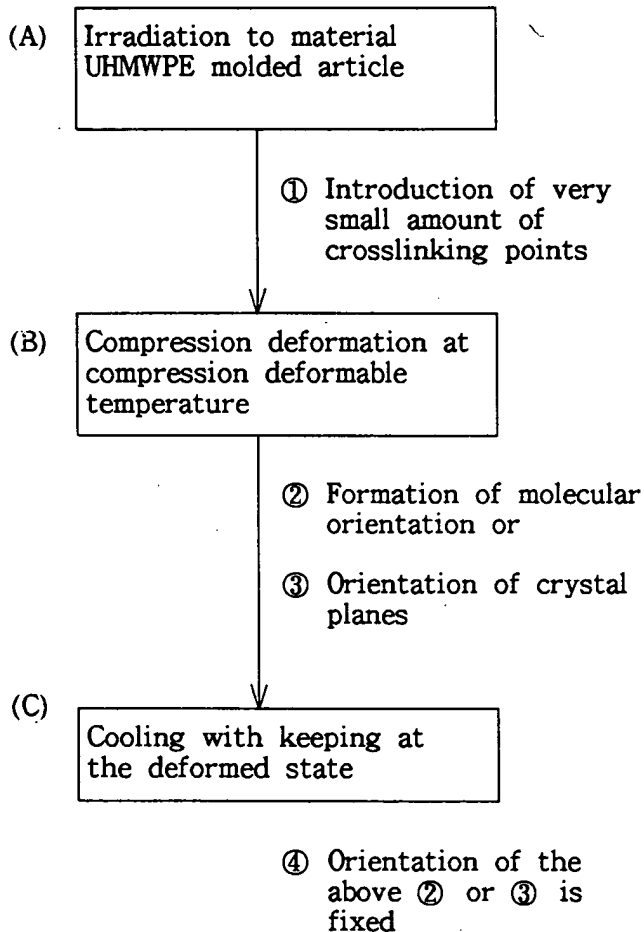 (A) Irradiation to material
UHMWPE molded article
① Introduction of very
small amount of
crosslinking points
(B) Compression deformation at
compression deformable
temperature
② Formation of molecular
orientation or
③ Orientation of crystal
planes
(C)
Cooling with keeping at
the deformed state
④ Orientation of the
above ② or ③ is
fixed